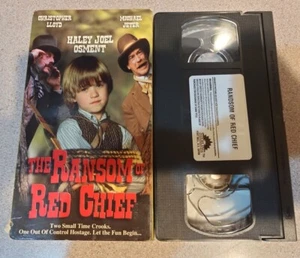 CHRISTOPHER LLOYD
MICHAEL JETER
HALEY JOEL OSMENT
THE RANSOM OF
RED CHIEF
Two Small Time Crooks.
One Out Of Control Hostage. Let the Fun Begin...
RANDSOM OF RED CHIEF